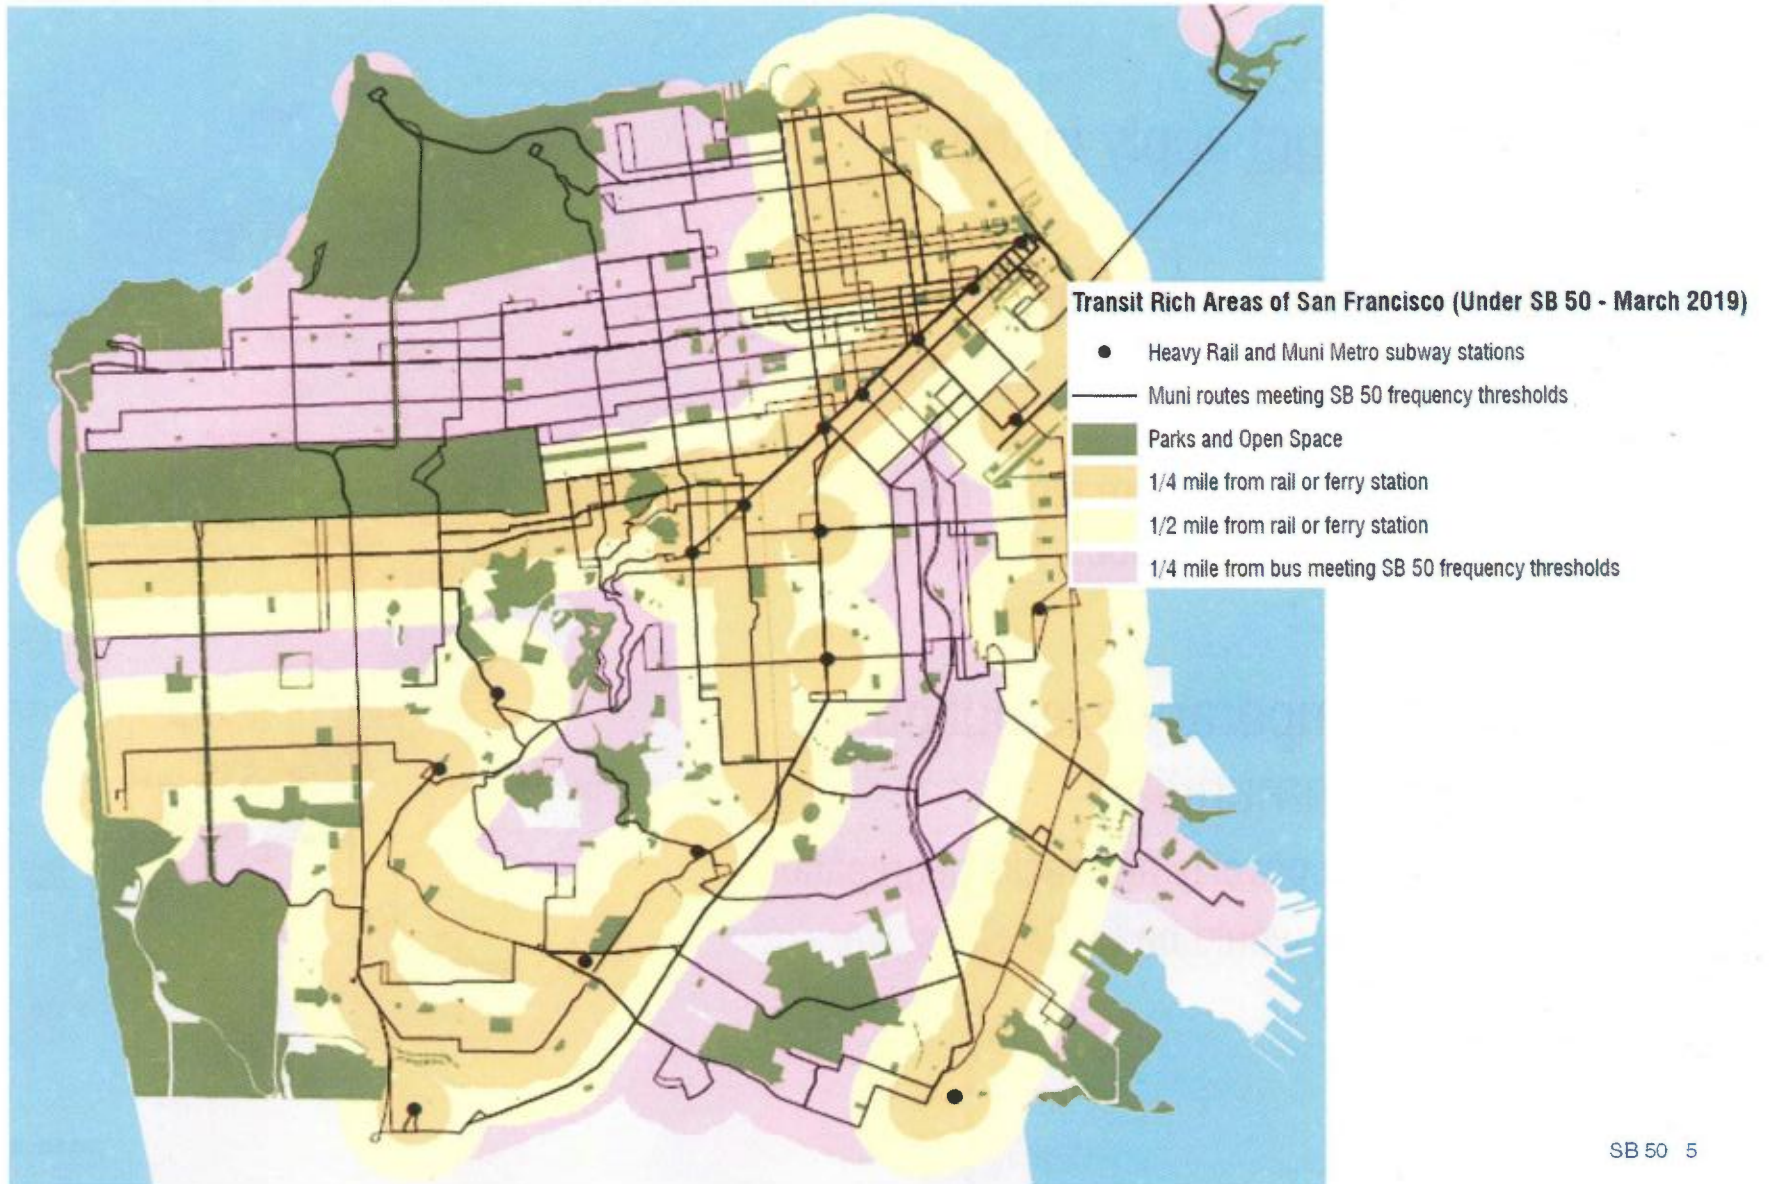 Transit Rich Areas of San Francisco (Under SB 50 - March 2019)
Heavy Rail and Muni Metro subway stations
Muni routes meeting SB 50 frequency thresholds
Parks and Open Space
1/4 mile from rail or ferry station
1/2 mile from rail or ferry station
1/4 mile from bus meeting SB 50 frequency thresholds
SB 50 5